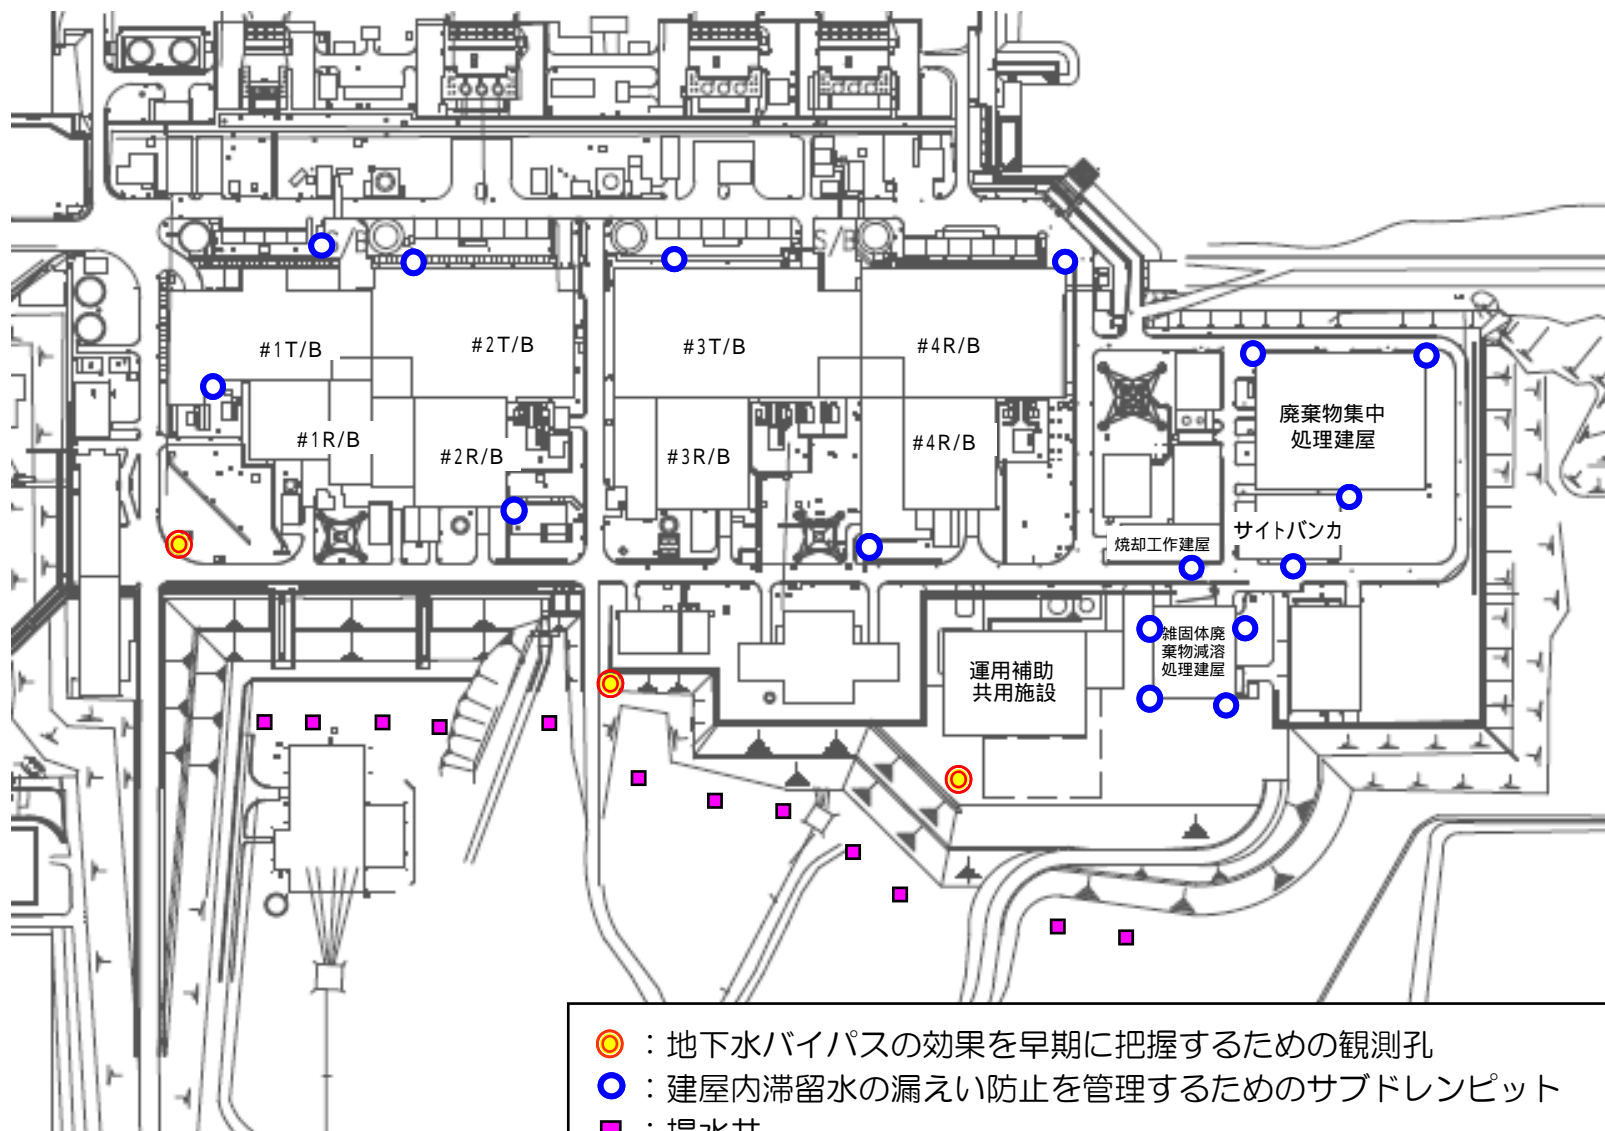 S/B
S/B
#1T/B
#2T/B
#3T/B
#4R/B
#1R/B
#2R/B
#3R/B
#4R/B
廃棄物集中
処理建屋
サイトバンカ
焼却工作建屋
雑固体廃
棄物減溶
処理建屋
運用補助
共用施設
：地下水バイパスの効果を早期に把握するための観測孔
：建屋内滞留水の漏えい防止を管理するためのサブドレンピット
：揚水井